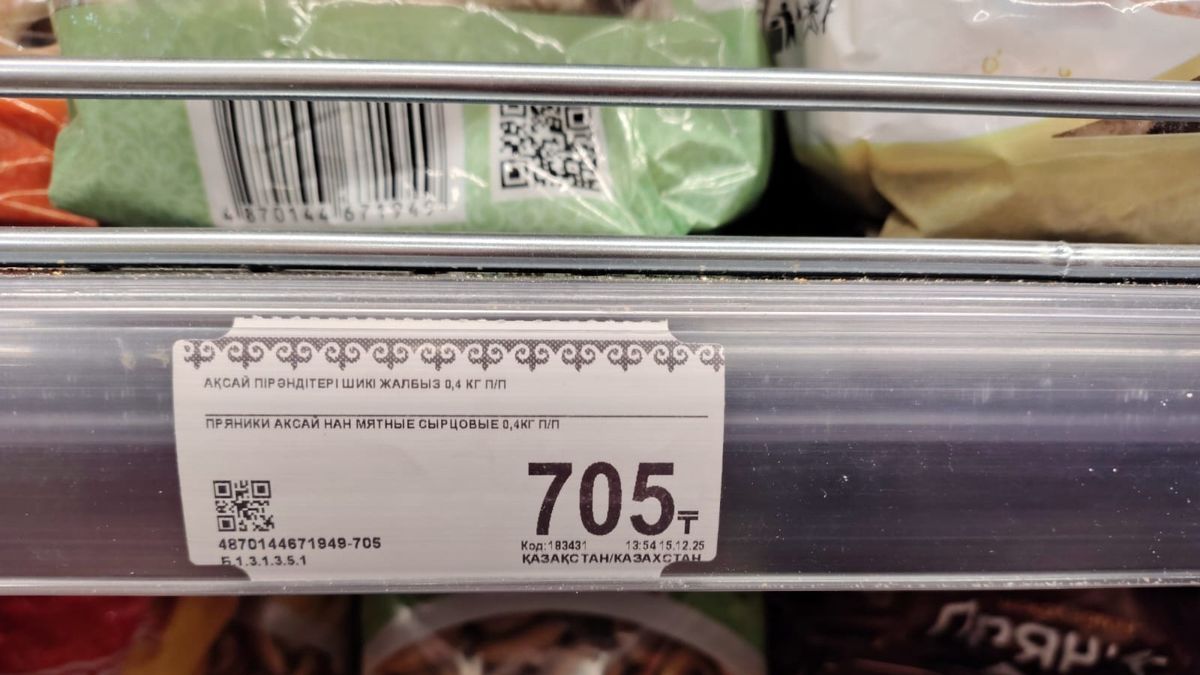 4870144671949
АҚСАЙ ПІРӘНДІТЕРІ ШИКІ ЖАЛБЫЗ 0,4 КГ П/П
ПРЯНИКИ АКСАЙ НАН МЯТНЫЕ СЫРЦОВЫЕ 0,4КГ П/П
705₸
4870144671949-705
Код:183431 13:54 15.12.25
Б.1.3.1.3.5.1
ҚАЗАҚСТАН/КАЗАХСТАН